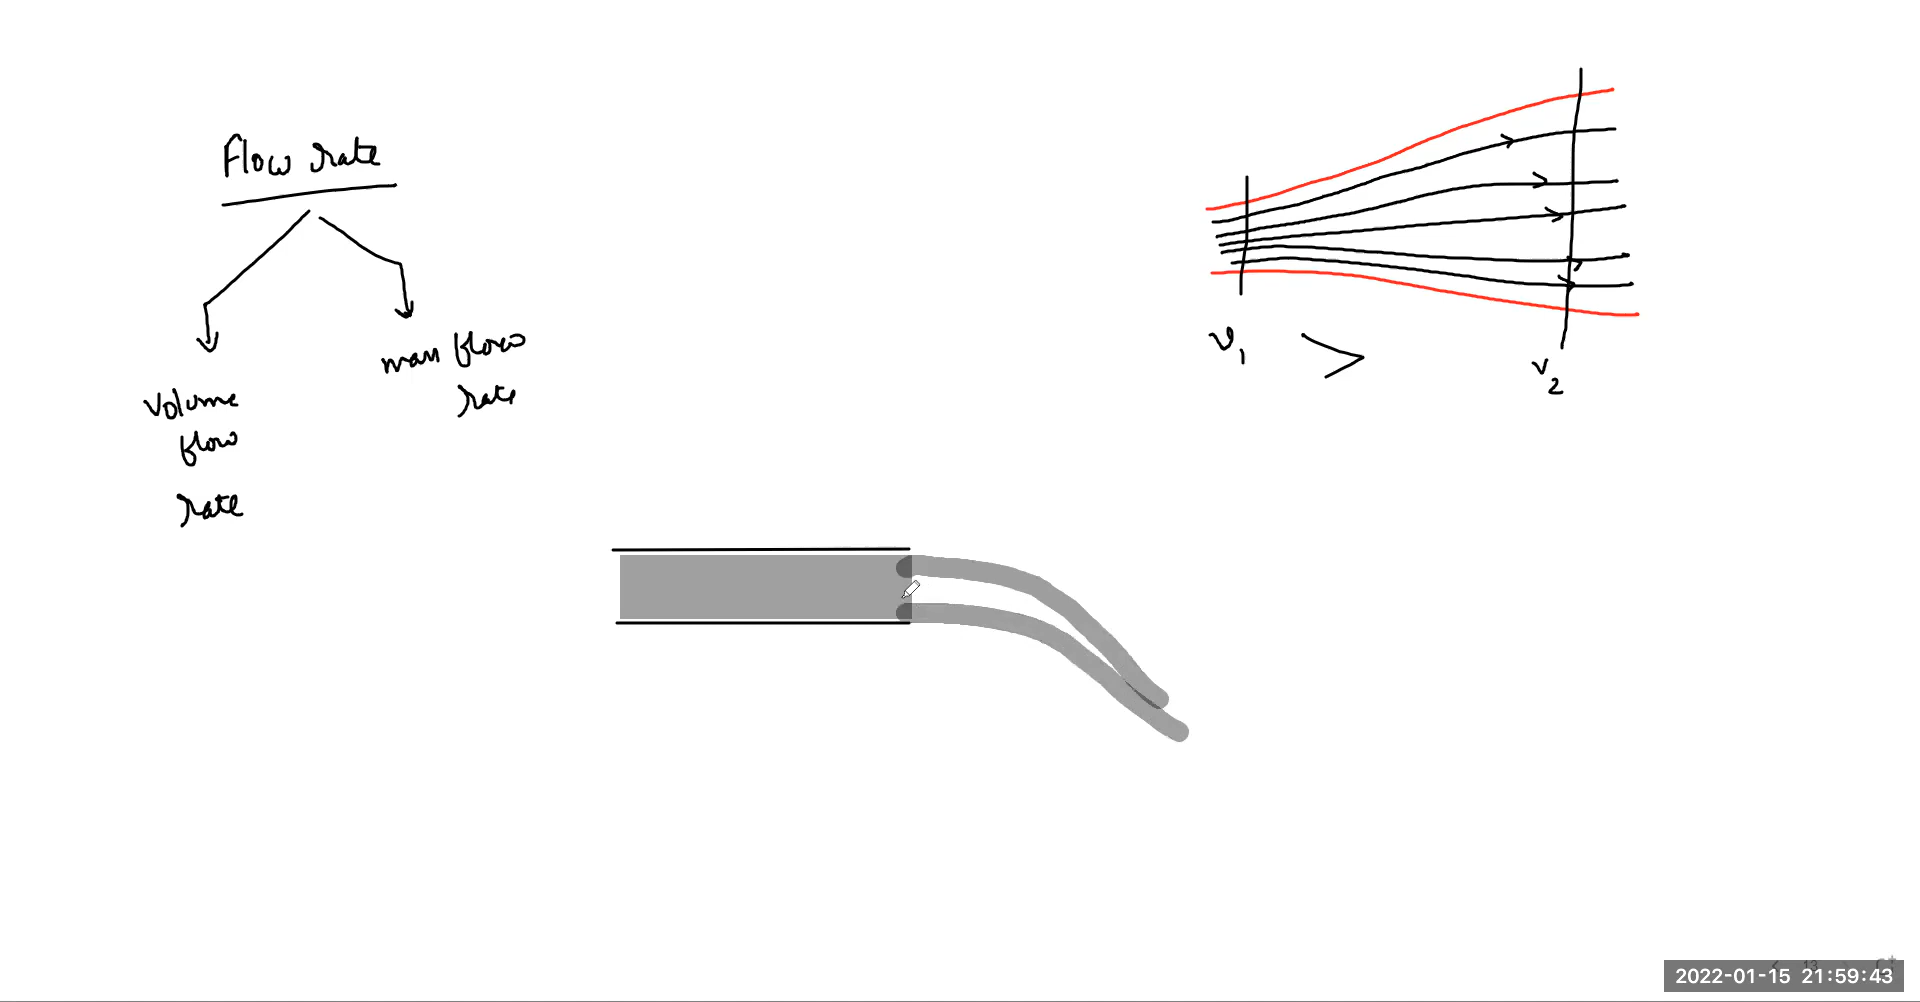 Flow rate
volume
flow
rate
mass flow
rate
v1 > v2
2022-01-15 21:59:43